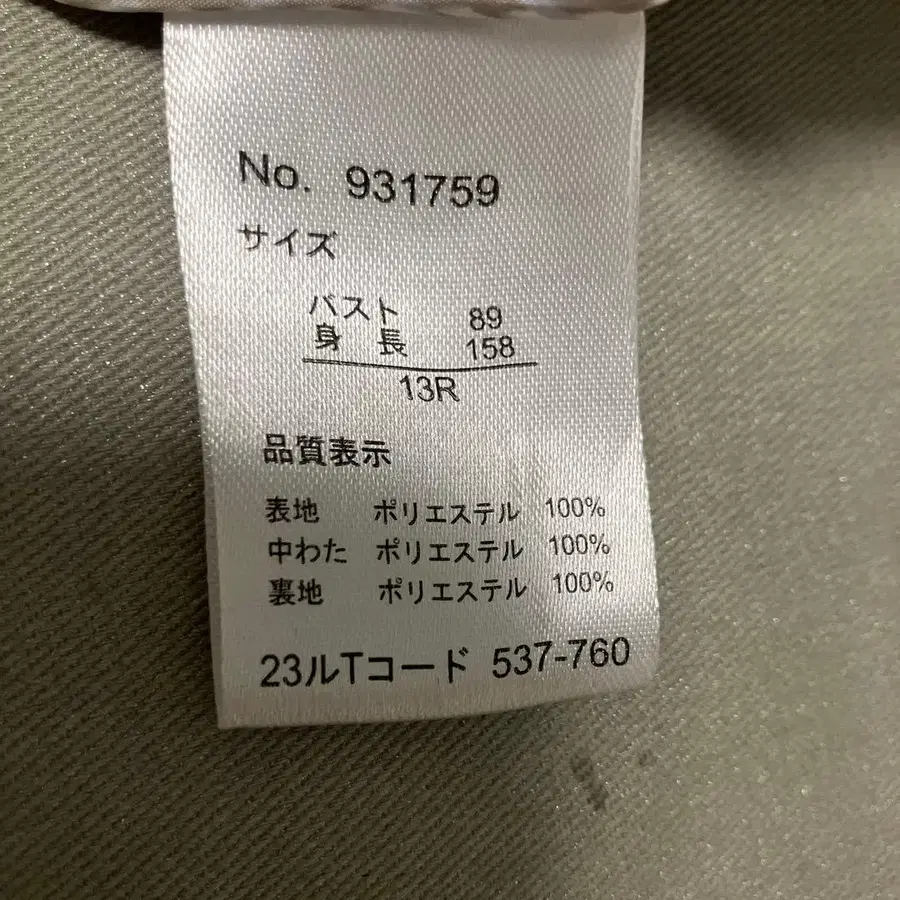 No. 931759
サイズ
バスト 89
身 長 158
13R
品質表示
表地 ポリエステル 100%
中わた ポリエステル 100%
裏地 ポリエステル 100%
23ルTコード 537-760